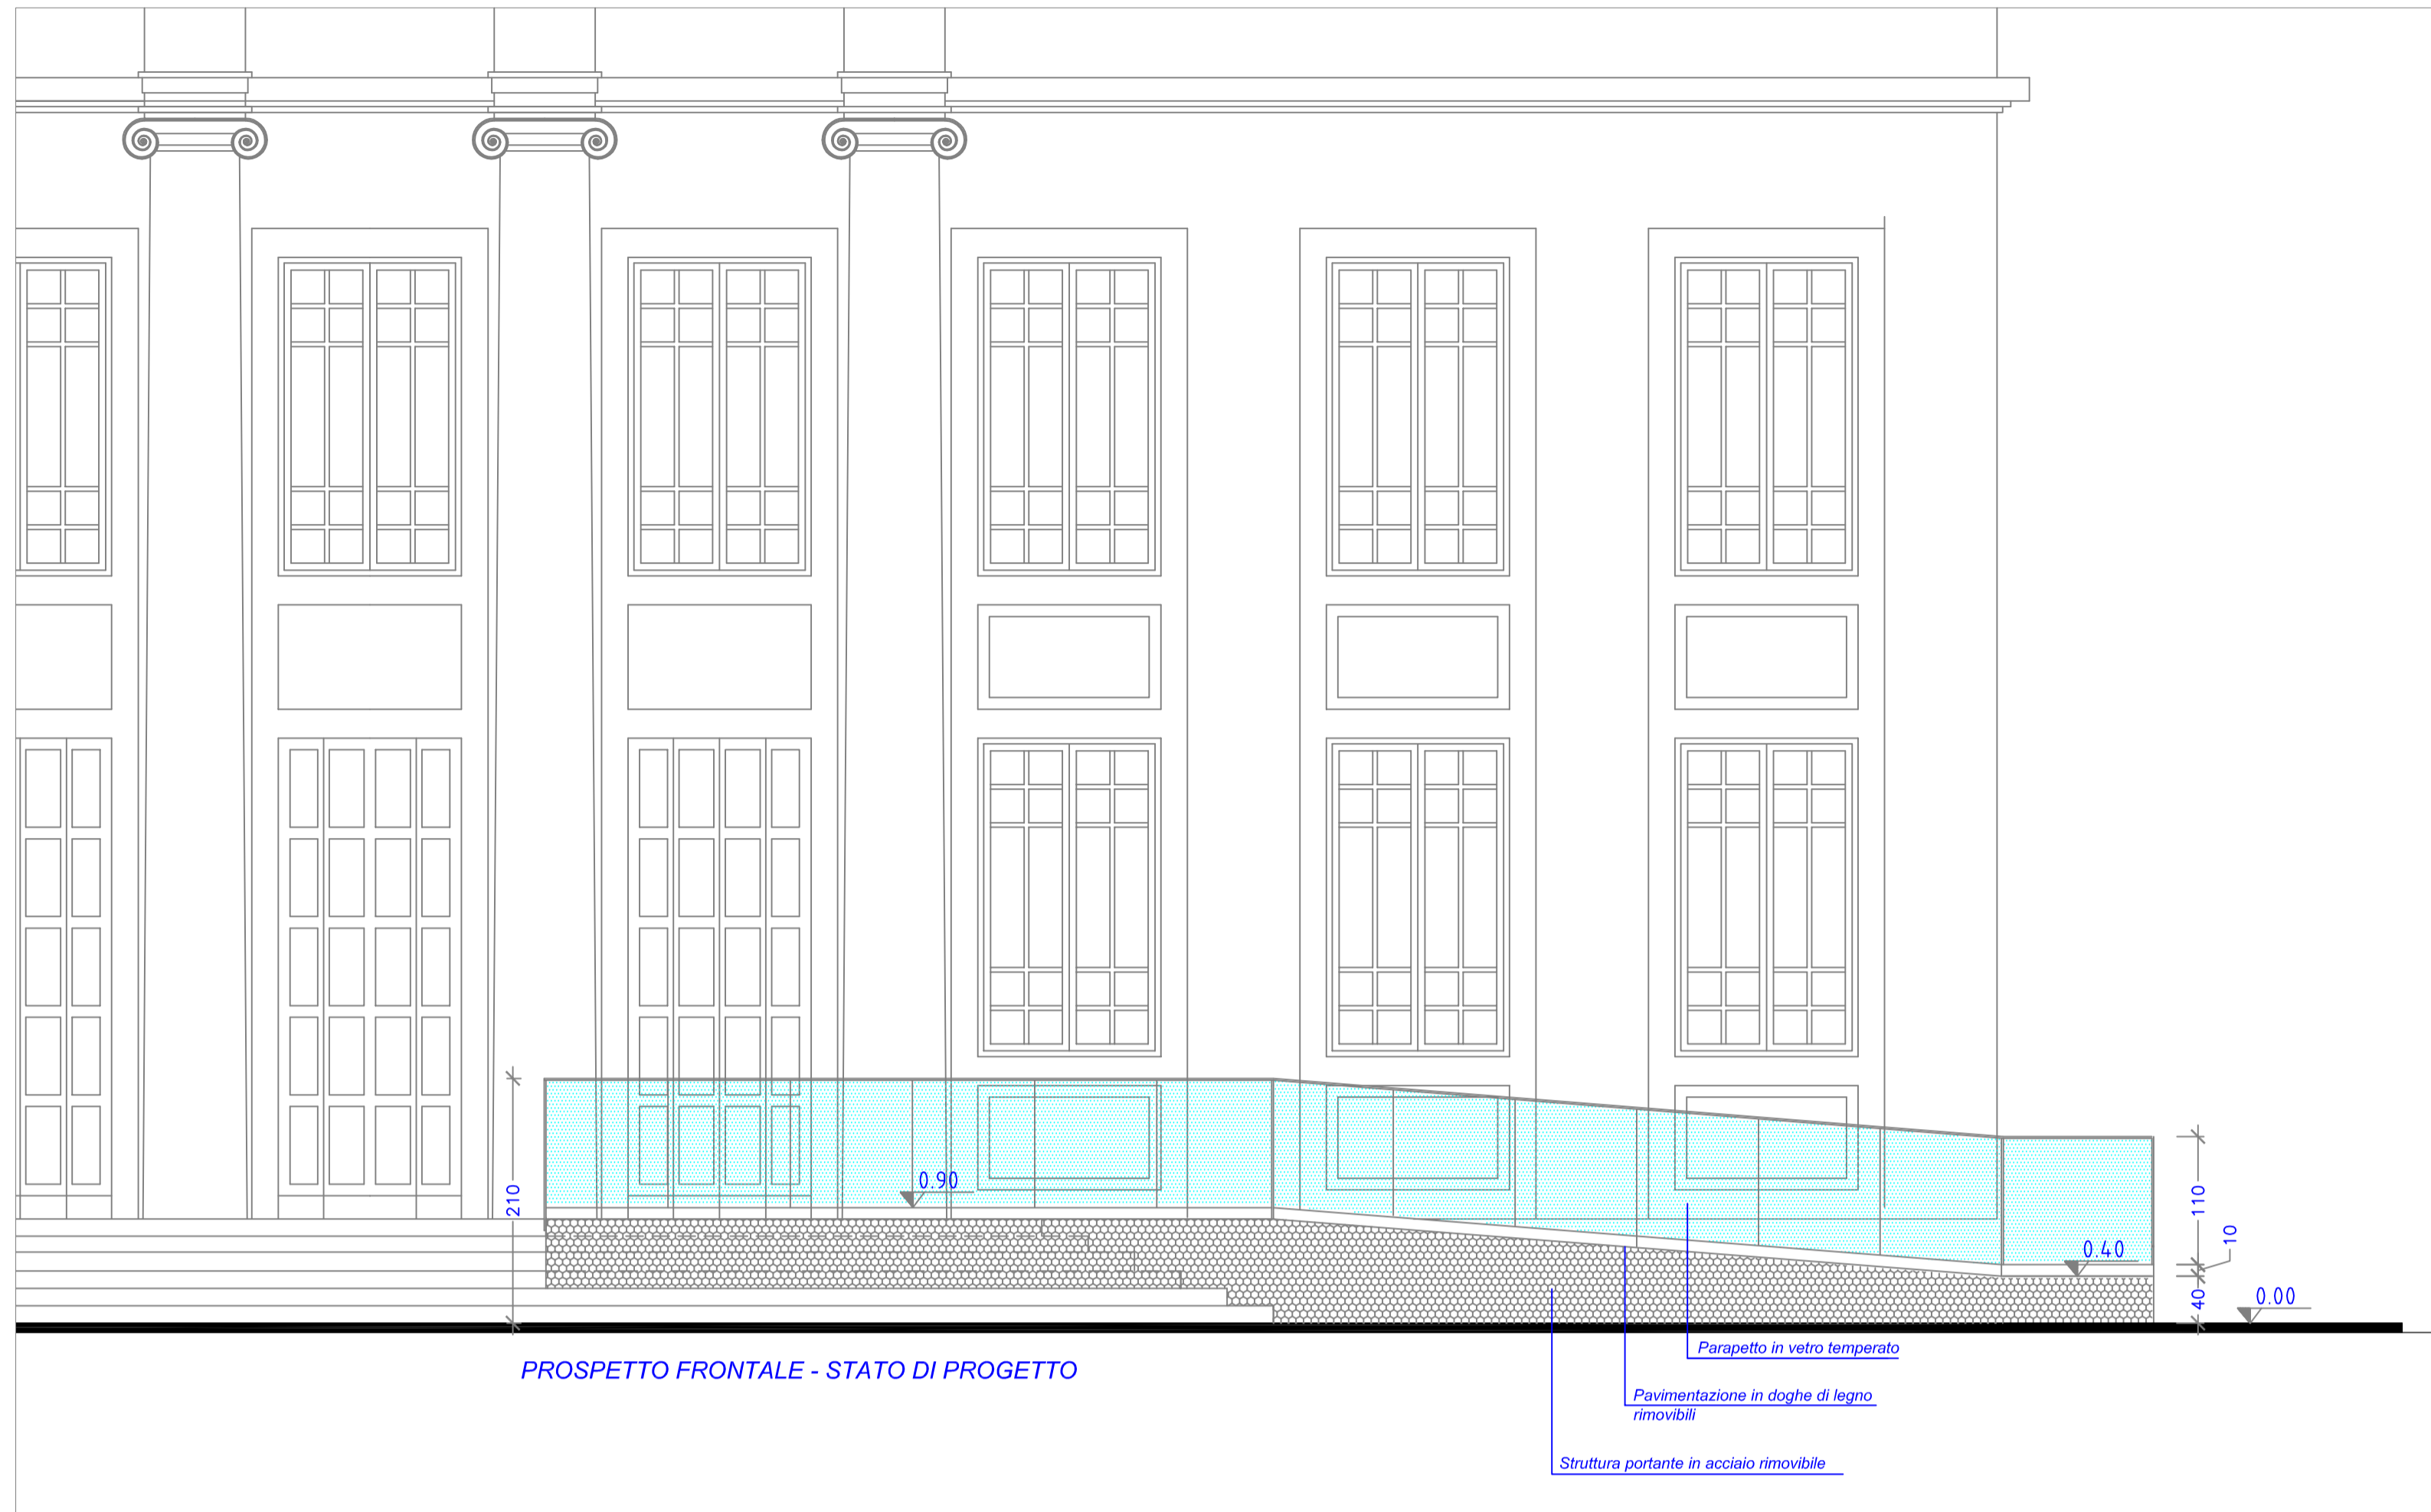 0.90
210
110
10
0.40
40
0.00
PROSPETTO FRONTALE - STATO DI PROGETTO
Parapetto in vetro temperato
Pavimentazione in doghe di legno
rimovibili
Struttura portante in acciaio rimovibile